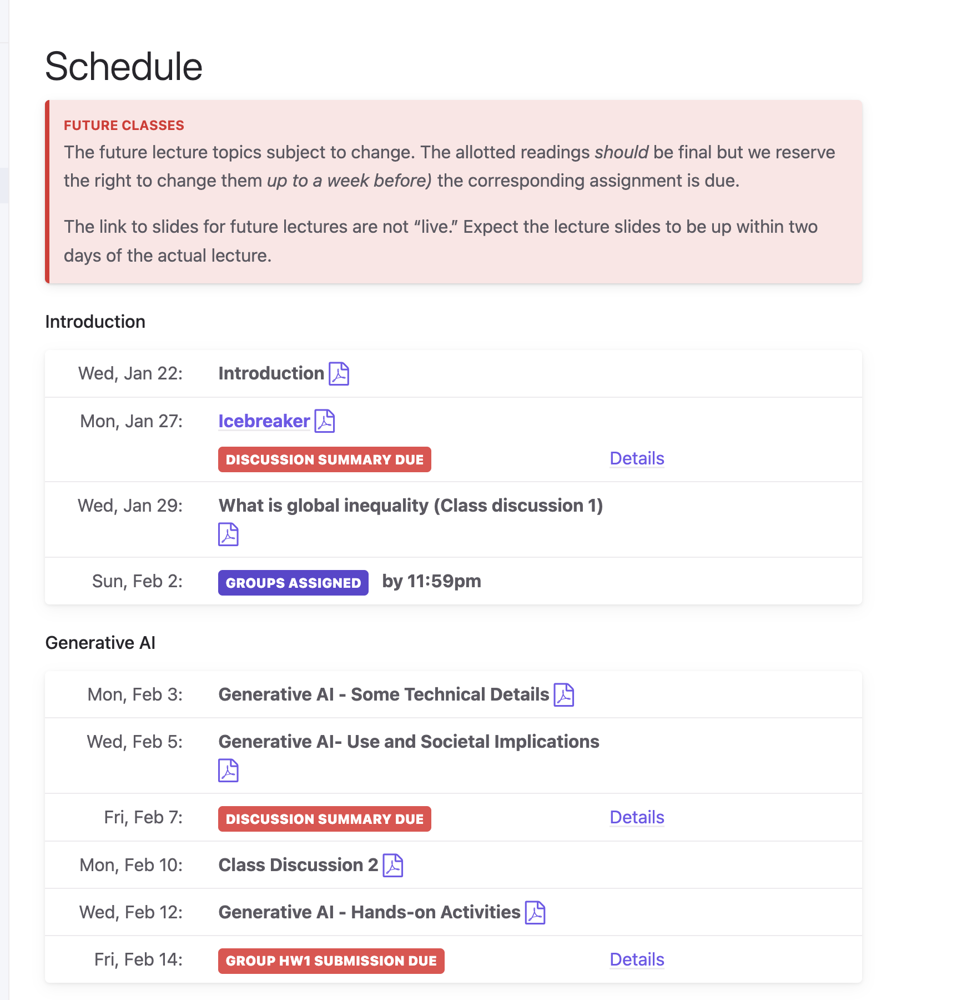 Schedule
FUTURE CLASSES
The future lecture topics subject to change. The allotted readings should be final but we reserve
the right to change them up to a week before) the corresponding assignment is due.
The link to slides for future lectures are not “live.” Expect the lecture slides to be up within two
days of the actual lecture.
Introduction
Wed, Jan 22: Introduction
Mon, Jan 27: Icebreaker
DISCUSSION SUMMARY DUE Details
Wed, Jan 29: What is global inequality (Class discussion 1)
Sun, Feb 2: GROUPS ASSIGNED by 11:59pm
Generative AI
Mon, Feb 3: Generative AI - Some Technical Details
Wed, Feb 5: Generative AI- Use and Societal Implications
Fri, Feb 7: DISCUSSION SUMMARY DUE Details
Mon, Feb 10: Class Discussion 2
Wed, Feb 12: Generative AI - Hands-on Activities
Fri, Feb 14: GROUP HW1 SUBMISSION DUE Details